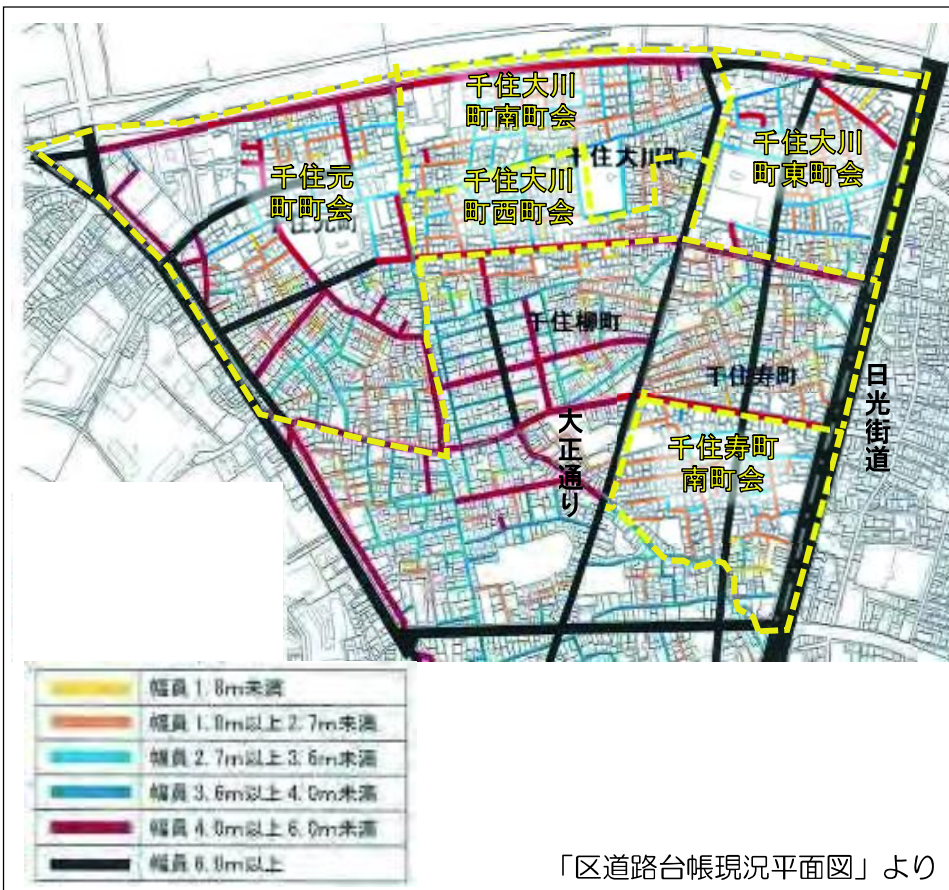 千住大川
町南町会
千住大川町
千住大川
町西町会
千住大川
町東町会
千住元
町町会
千住柳町
千住寿町
日光街道
大正通り
千住寿町
南町会
幅員1.8m未満
幅員1.8m以上2.7m未満
幅員2.7m以上3.6m未満
幅員3.6m以上4.0m未満
幅員4.0m以上6.0m未満
幅員6.0m以上
「区道路台帳現況平面図」より